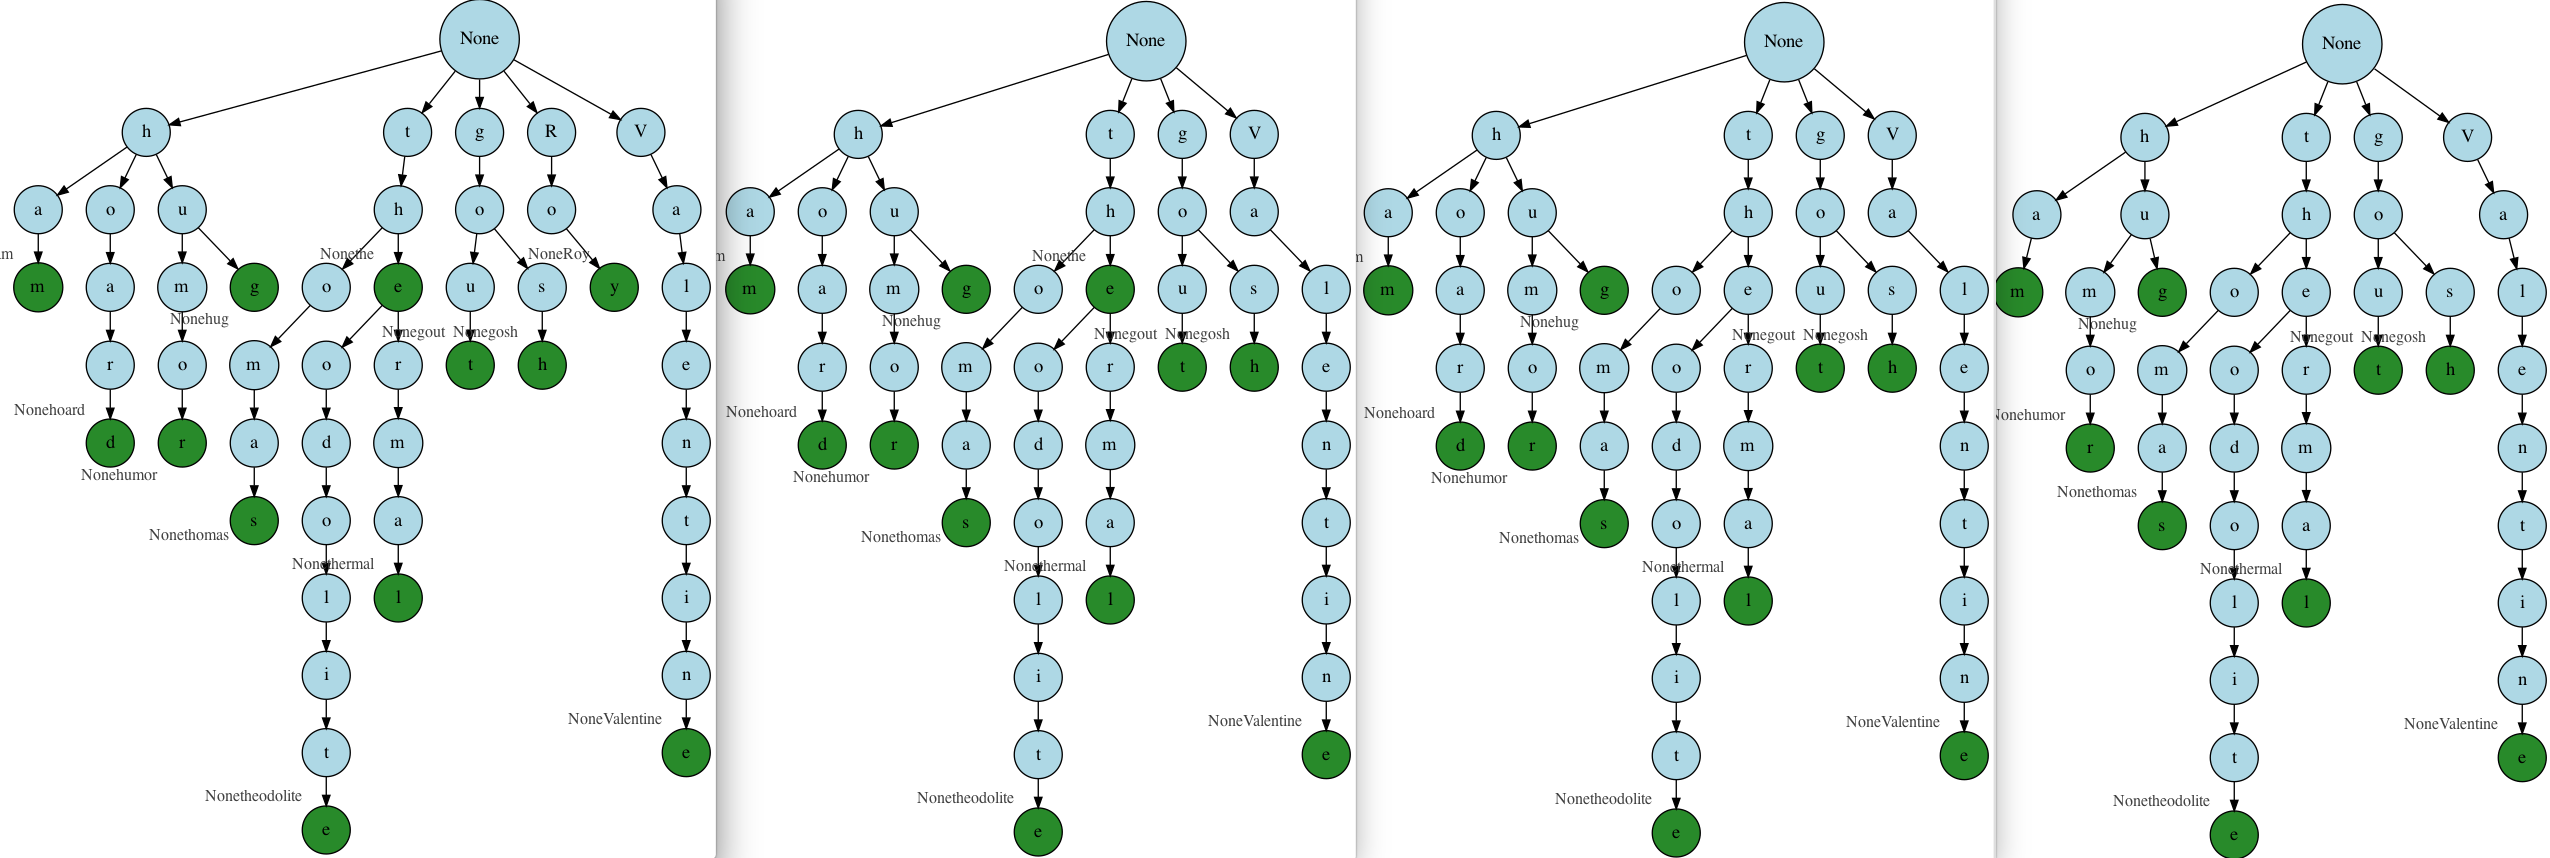 None
None
None
None
h t g R V
h t g V
h t g V
h t g V
a o u h o o a
a o u h o a
a o u h o a
a u h o a
m Nonethe NoneRoy
m Nonethe
m
m a m g o e u s y l
m a m g o e u s l
m a m g o e u s l
m m g o e u s l
Nonehug Nonegout Nonegosh
Nonehug Nonegout Nonegosh
Nonehug Nonegout Nonegosh
Nonehug Nonegout Nonegosh
r o m o r t h e
r o m o r t h e
r o m o r t h e
o m o r t h e
Nonehoard
Nonehoard
Nonehoard
Nonehumor
d r a d m n
d r a d m n
d r a d m n
r a d m n
Nonehumor
Nonehumor
Nonehumor
Nonethomas
s o a t
s o a t
s o a t
s o a t
Nonethomas
Nonethomas
Nonethomas
Nonethermal
Nonethermal
Nonethermal
Nonethermal
l l i
l l i
l l i
l l i
i n
i n
i n
i n
NoneValentine
NoneValentine
NoneValentine
NoneValentine
t e
t e
t e
t e
Nonetheodolite
Nonetheodolite
Nonetheodolite
Nonetheodolite
e
e
e
e